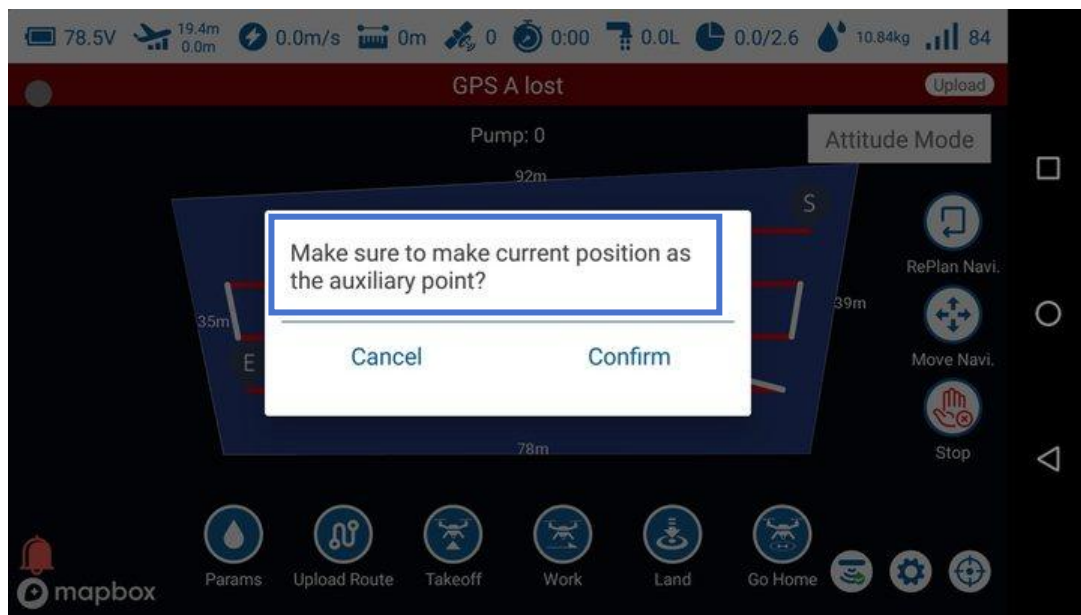 78.5V 19.4m 0.0m 0.0m/s 0m 0 0:00 0.0L 0.0/2.6 10.84kg 84
GPS A lost Upload
Pump: 0 Attitude Mode
92m
S
Make sure to make current position as
the auxiliary point?
RePlan Navi.
35m 39m
E Cancel Confirm Move Navi.
78m Stop
Params Upload Route Takeoff Work Land Go Home
mapbox